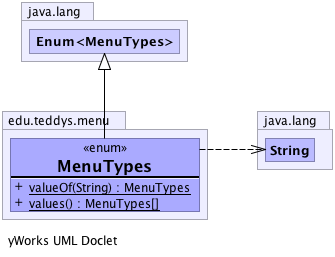 java.lang
Enum<MenuTypes>
edu.teddys.menu
«enum»
MenuTypes
+ valueOf(String) : MenuTypes
+ values() : MenuTypes[]
java.lang
String
yWorks UML Doclet